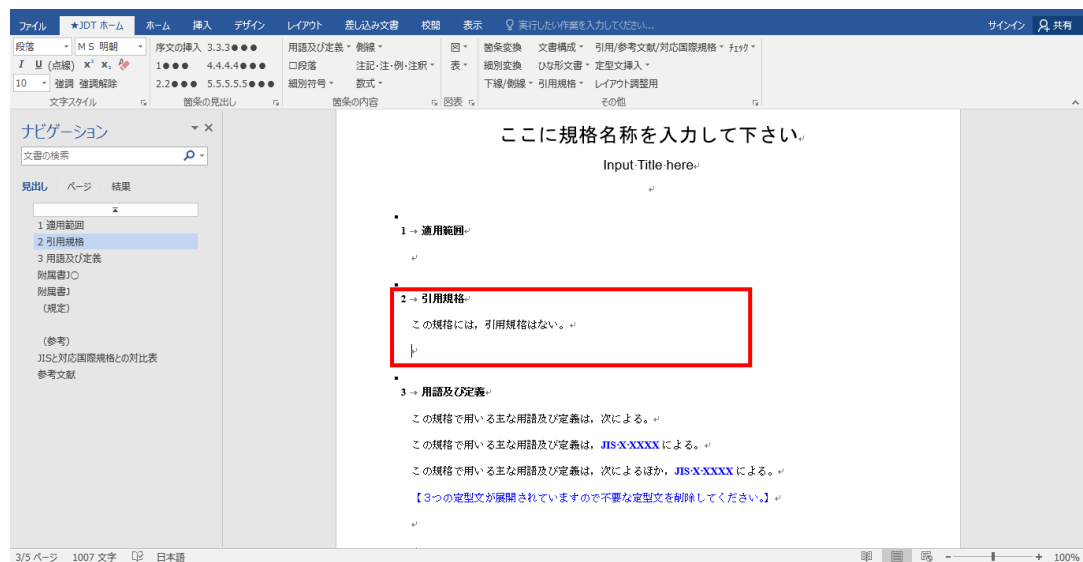 ファイル ★JDT ホーム ホーム 挿入 デザイン レイアウト 差し込み文書 校閲 表示 実行したい作業を入力してください... サインイン 共有
段落 ＭＳ 明朝 序文の挿入 3.3.3●●● 用語及び定義 側線 図 箇条変換 文書構成 引用/参考文献/対応国際規格 ﾁｪｯｸ
I U (点線) x² x₂ 1●●● 4.4.4.4●●● 口段落 注記･注･例･注釈 表 細別変換 ひな形文書 定型文挿入
10 強調 強調解除 2.2●●● 5.5.5.5.5●●● 細別符号 数式 下線/側線 引用規格 レイアウト調整用
文字スタイル 箇条の見出し 箇条の内容 図表 その他
ナビゲーション
文書の検索
見出し ページ 結果
1 適用範囲
2 引用規格
3 用語及び定義
附属書J〇
附属書J
（規定）
（参考）
JISと対応国際規格との対比表
参考文献
ここに規格名称を入力して下さい
Input Title here
1 → 適用範囲
2 → 引用規格
この規格には，引用規格はない。
3 → 用語及び定義
この規格で用いる主な用語及び定義は，次による。
この規格で用いる主な用語及び定義は，JIS X XXXX による。
この規格で用いる主な用語及び定義は，次によるほか，JIS X XXXX による。
【３つの定型文が展開されていますので不要な定型文を削除してください。】
3/5 ページ 1007 文字 日本語 100%